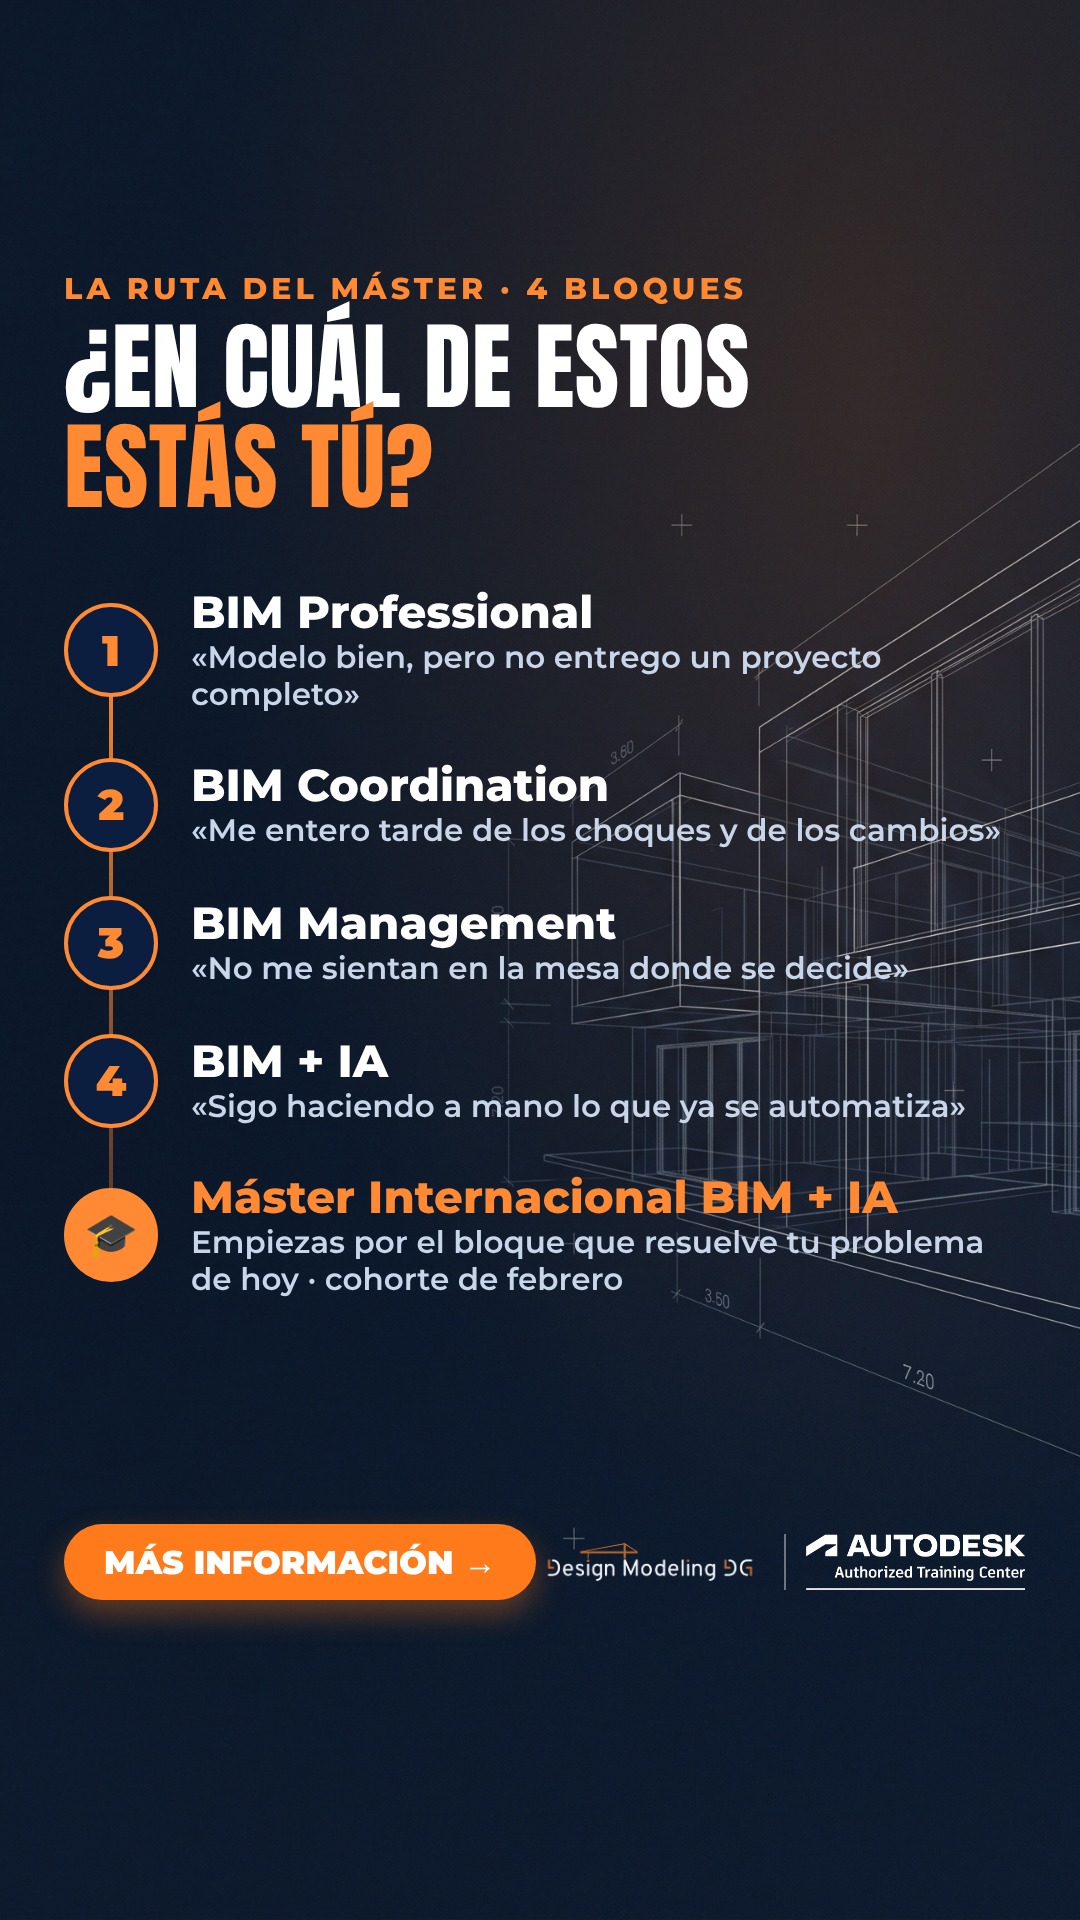 LA RUTA DEL MÁSTER · 4 BLOQUES
¿EN CUÁL DE ESTOS
ESTÁS TÚ?
1
BIM Professional
«Modelo bien, pero no entrego un proyecto
completo»
3.60
2
BIM Coordination
«Me entero tarde de los choques y de los cambios»
3
BIM Management
«No me sientan en la mesa donde se decide»
4
BIM + IA
«Sigo haciendo a mano lo que ya se automatiza»
Máster Internacional BIM + IA
Empiezas por el bloque que resuelve tu problema
de hoy · cohorte de febrero
3.50
7.20
MÁS INFORMACIÓN →
Design Modeling DG
AUTODESK
Authorized Training Center